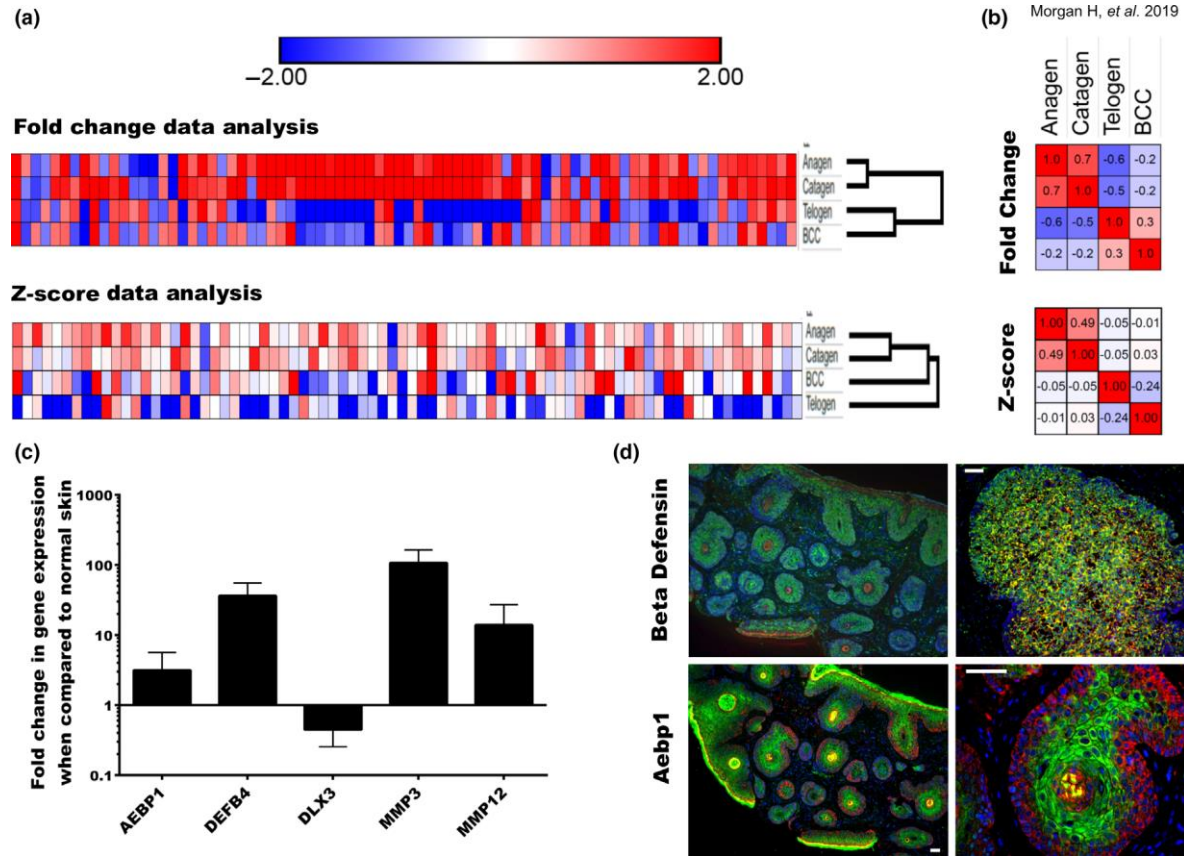 (a)
−2.00 2.00
Fold change data analysis
Anagen
Catagen
Telogen
BCC
Z-score data analysis
Anagen
Catagen
BCC
Telogen
(b)
Morgan H, et al. 2019
Anagen
Catagen
Telogen
BCC
Fold Change
1.0 0.7 -0.6 -0.2
0.7 1.0 -0.5 -0.2
-0.6 -0.5 1.0 0.3
-0.2 -0.2 0.3 1.0
Z-score
1.00 0.49 -0.05 -0.01
0.49 1.00 -0.05 0.03
-0.05 -0.05 1.00 -0.24
-0.01 0.03 -0.24 1.00
(c)
Fold change in gene expression
when compared to normal skin
1000
100
10
1
0.1
AEBP1
DEFB4
DLX3
MMP3
MMP12
(d)
Beta Defensin
Aebp1